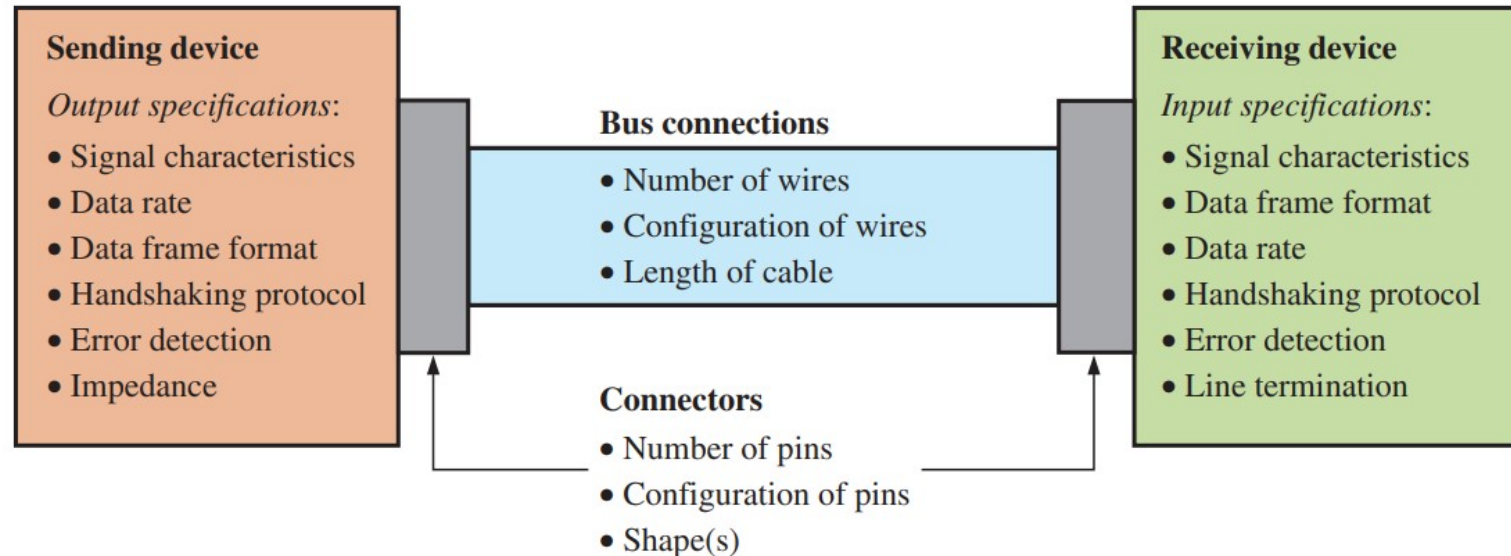 Sending device
Output specifications:
• Signal characteristics
• Data rate
• Data frame format
• Handshaking protocol
• Error detection
• Impedance
Bus connections
• Number of wires
• Configuration of wires
• Length of cable
Connectors
• Number of pins
• Configuration of pins
• Shape(s)
Receiving device
Input specifications:
• Signal characteristics
• Data frame format
• Data rate
• Handshaking protocol
• Error detection
• Line termination